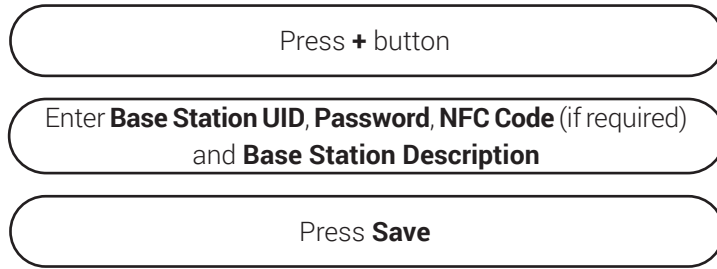 Press + button
Enter Base Station UID, Password, NFC Code (if required)
and Base Station Description
Press Save